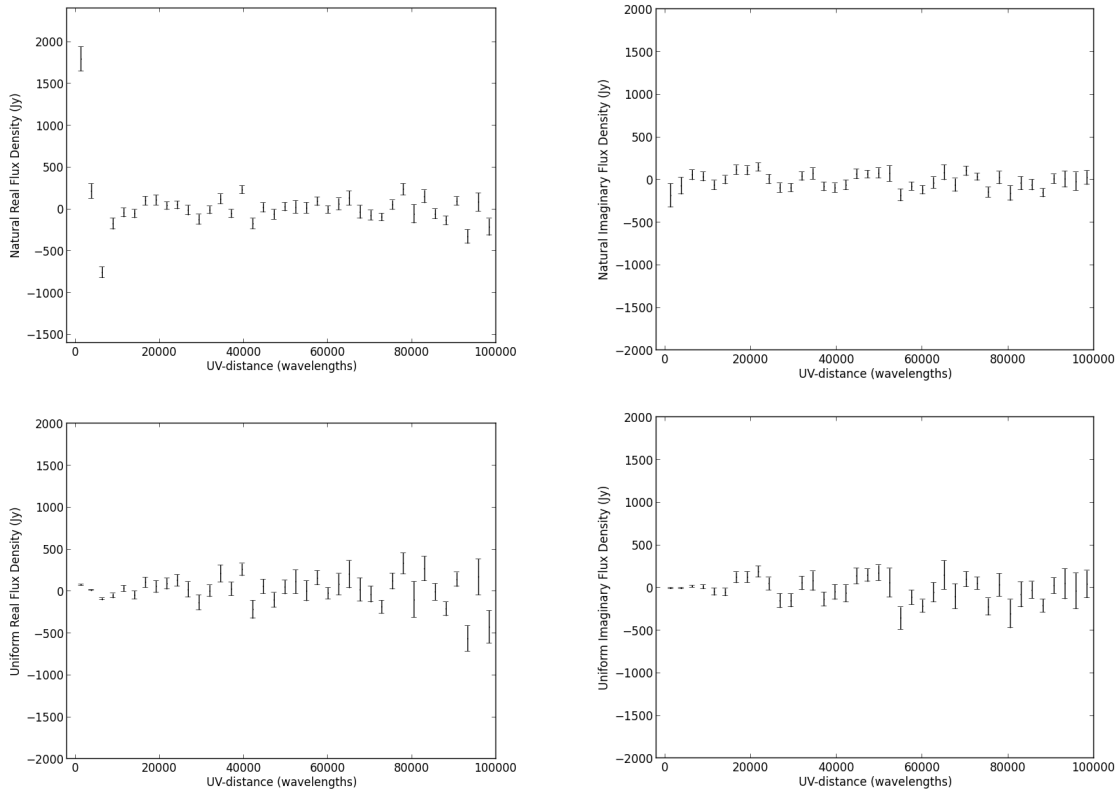 2000
1500
1000
500
0
−500
−1000
−1500
Natural Real Flux Density (Jy)
0 20000 40000 60000 80000 100000
UV-distance (wavelengths)
2000
1500
1000
500
0
−500
−1000
−1500
−2000
Natural Imaginary Flux Density (Jy)
0 20000 40000 60000 80000 100000
UV-distance (wavelengths)
2000
1500
1000
500
0
−500
−1000
−1500
−2000
Uniform Real Flux Density (Jy)
0 20000 40000 60000 80000 100000
UV-distance (wavelengths)
2000
1500
1000
500
0
−500
−1000
−1500
−2000
Uniform Imaginary Flux Density (Jy)
0 20000 40000 60000 80000 100000
UV-distance (wavelengths)